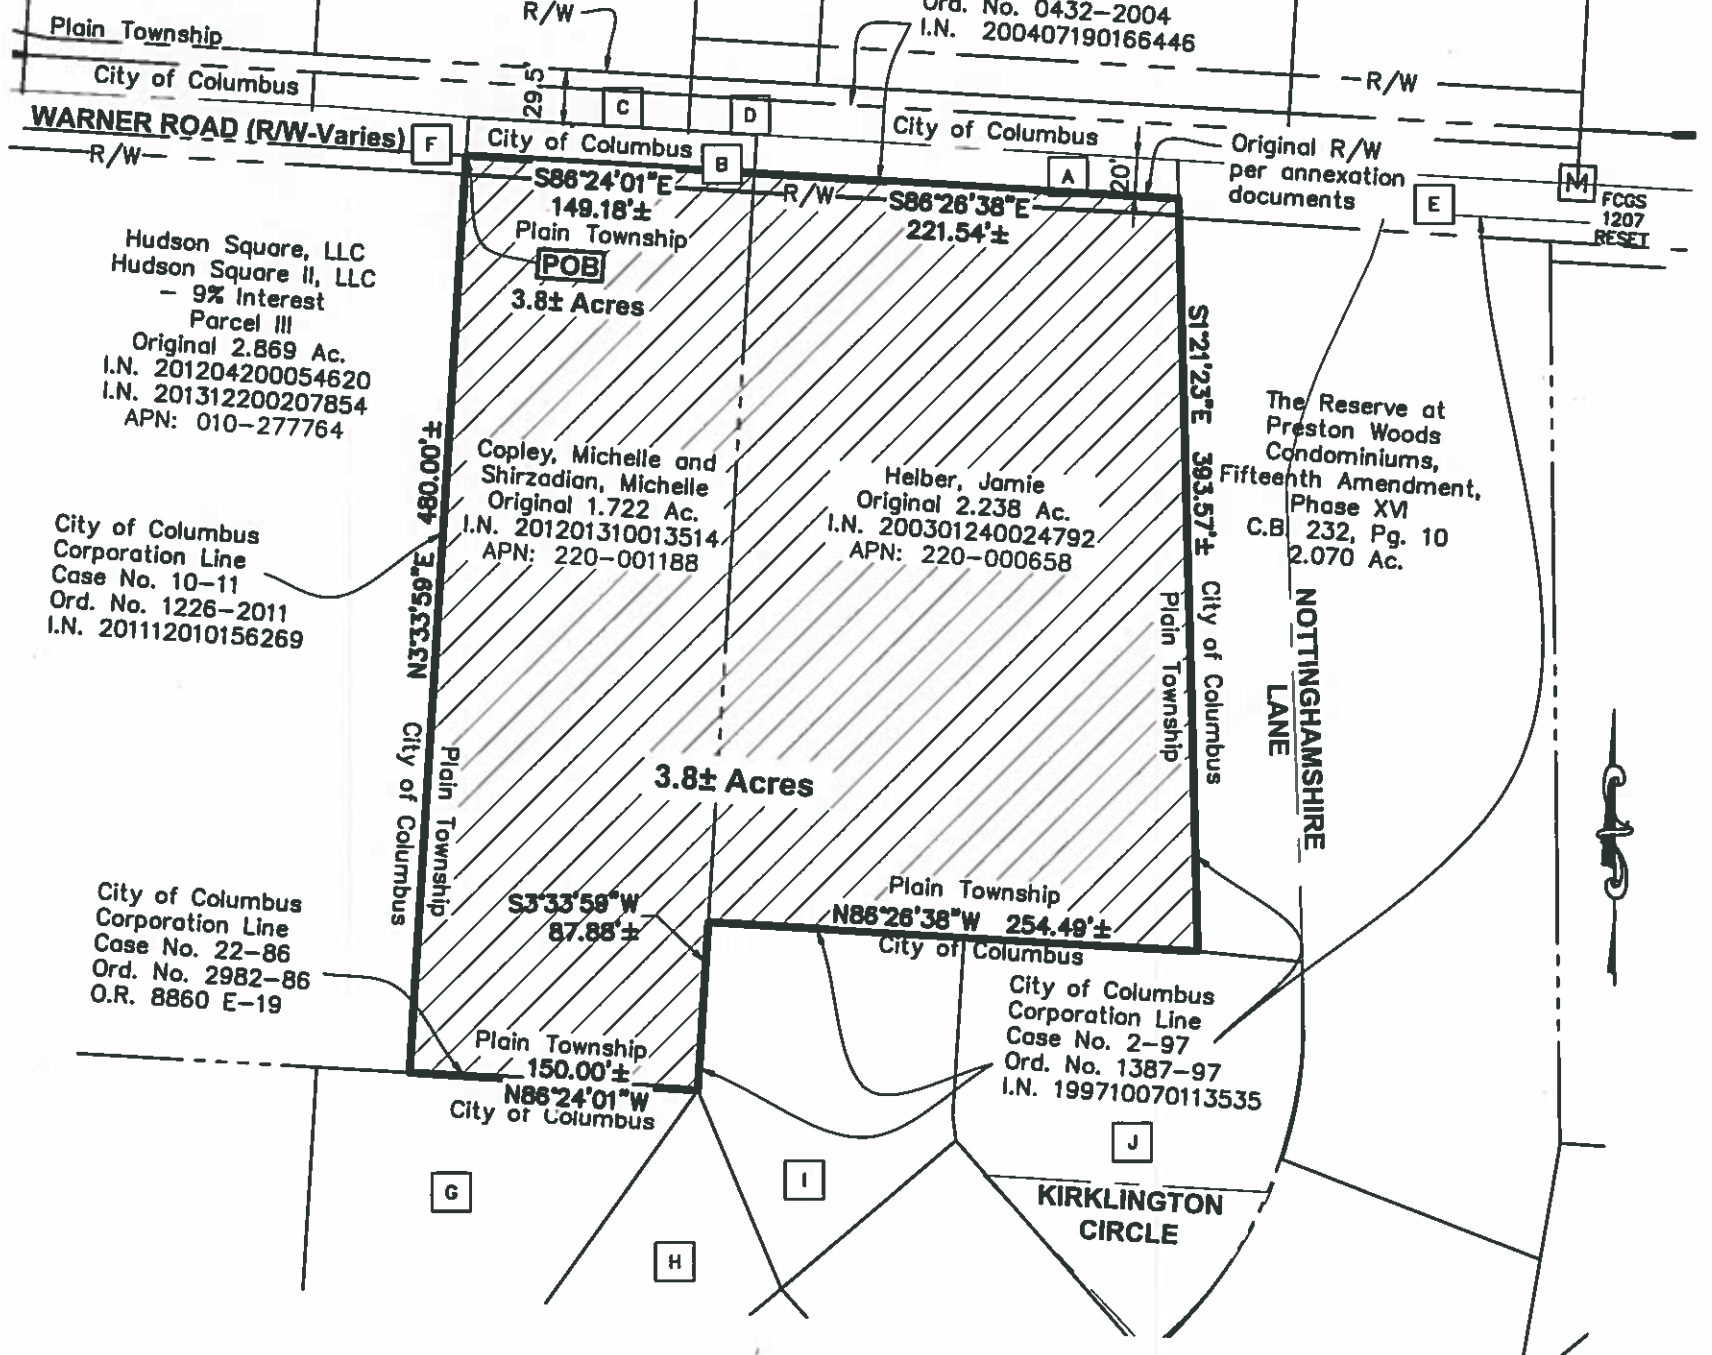 R/W
Ord. No. 0432-2004
I.N. 200407190166446
Plain Township
City of Columbus
R/W
29.5'
C
D
WARNER ROAD (R/W-Varies)
F
City of Columbus
B
City of Columbus
A
20'
Original R/W
per annexation
documents
E
M
FCGS
1207
RESET
R/W
S86°24'01"E
149.18'±
R/W
S86°26'38"E
221.54'±
Plain Township
POB
3.8± Acres
Hudson Square, LLC
Hudson Square II, LLC
- 9% Interest
Parcel III
Original 2.869 Ac.
I.N. 201204200054620
I.N. 201312200207854
APN: 010-277764
N3°33'59"E 480.00'±
S1°21'23"E 393.57'±
Copley, Michelle and
Shirzadian, Michelle
Original 1.722 Ac.
I.N. 201201310013514
APN: 220-001188
Helber, Jamie
Original 2.238 Ac.
I.N. 200301240024792
APN: 220-000658
The Reserve at
Preston Woods
Condominiums,
Fifteenth Amendment,
Phase XVI
C.B. 232, Pg. 10
2.070 Ac.
City of Columbus
Corporation Line
Case No. 10-11
Ord. No. 1226-2011
I.N. 201112010156269
Plain Township
City of Columbus
NOTTINGHAMSHIRE
LANE
Plain Township
City of Columbus
3.8± Acres
City of Columbus
Corporation Line
Case No. 22-86
Ord. No. 2982-86
O.R. 8860 E-19
S3°33'59"W
87.88'±
Plain Township
N86°26'38"W 254.49'±
City of Columbus
City of Columbus
Corporation Line
Case No. 2-97
Ord. No. 1387-97
I.N. 199710070113535
Plain Township
150.00'±
N86°24'01"W
City of Columbus
G
H
I
J
KIRKLINGTON
CIRCLE